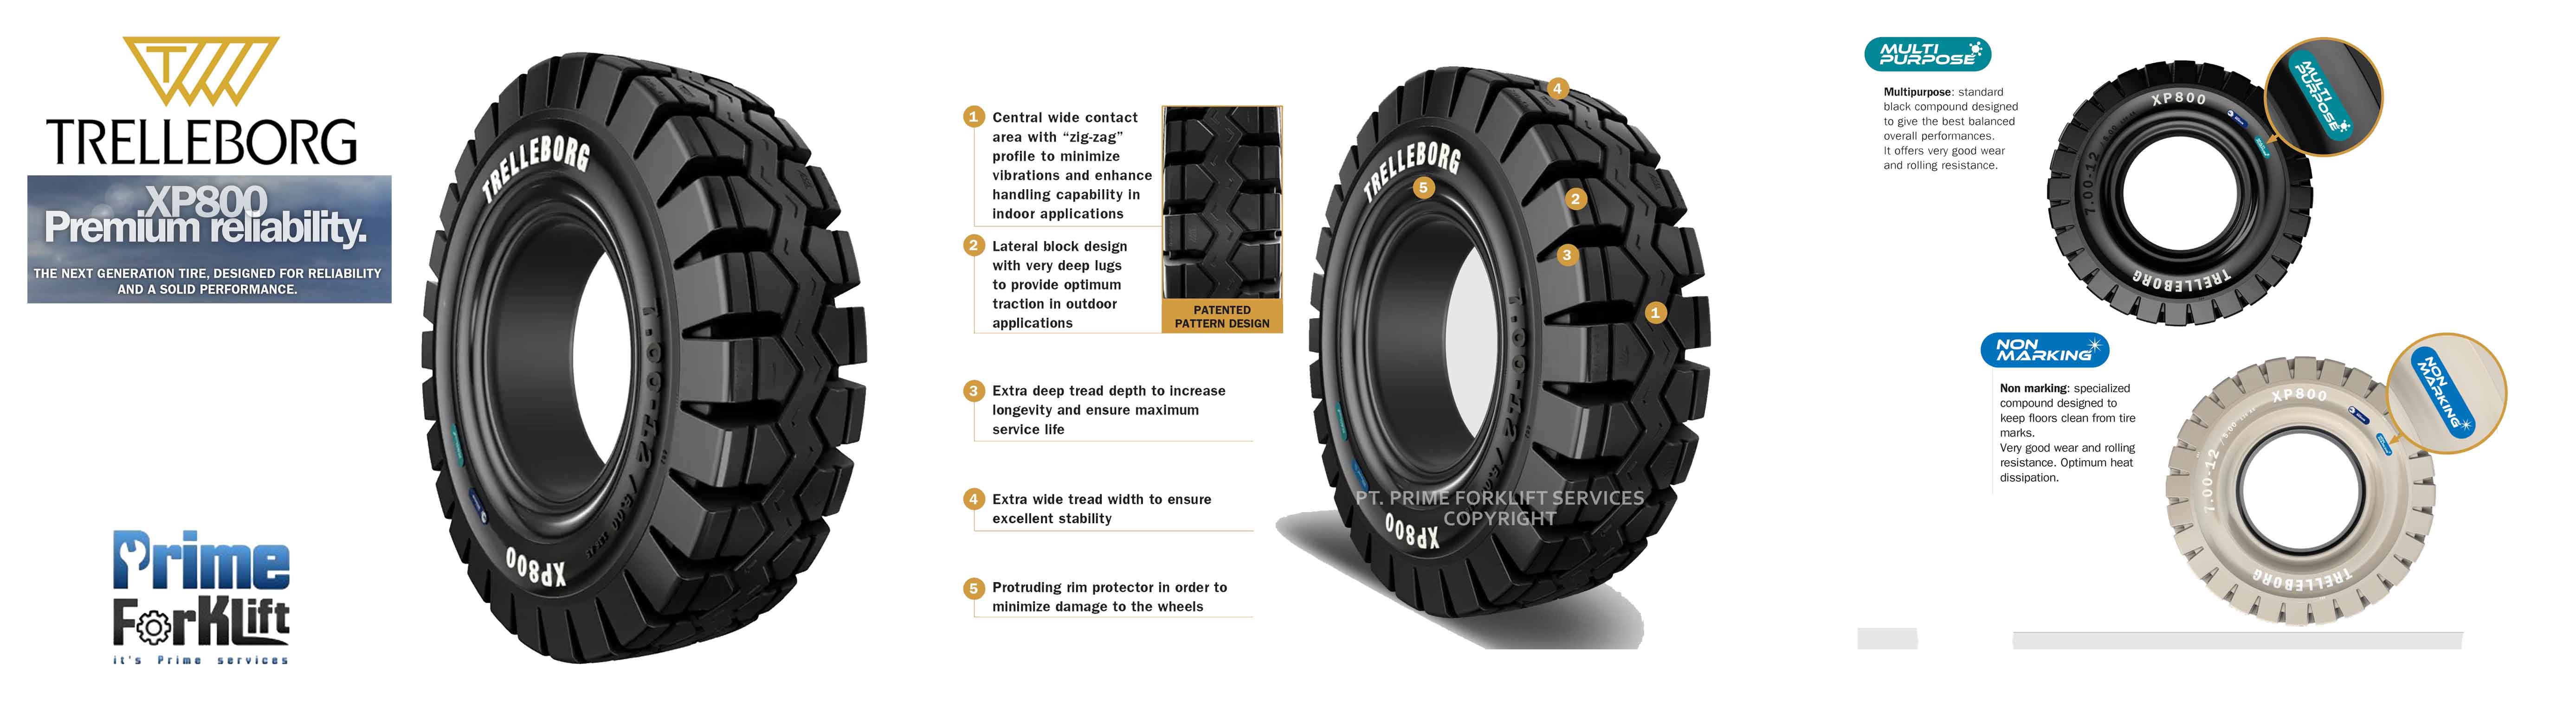 TRELLEBORG
XP800
Premium reliability.
THE NEXT GENERATION TIRE, DESIGNED FOR RELIABILITY
AND A SOLID PERFORMANCE.
Prime
ForKlift
it's Prime services
TRELLEBORG
XP800
1
Central wide contact
area with “zig-zag”
profile to minimize
vibrations and enhance
handling capability in
indoor applications
2
Lateral block design
with very deep lugs
to provide optimum
traction in outdoor
applications
PATENTED
PATTERN DESIGN
3
Extra deep tread depth to increase
longevity and ensure maximum
service life
4
Extra wide tread width to ensure
excellent stability
5
Protruding rim protector in order to
minimize damage to the wheels
4
TRELLEBORG
5
2
3
1
PT. PRIME FORKLIFT SERVICES
COPYRIGHT
XP800
MULTI
PURPOSE
Multipurpose: standard
black compound designed
to give the best balanced
overall performances.
It offers very good wear
and rolling resistance.
XP800
7.00-12
TRELLEBORG
MULTI
PURPOSE
NON
MARKING
Non marking: specialized
compound designed to
keep floors clean from tire
marks.
Very good wear and rolling
resistance. Optimum heat
dissipation.
XP800
7.00-12
TRELLEBORG
NON
MARKING